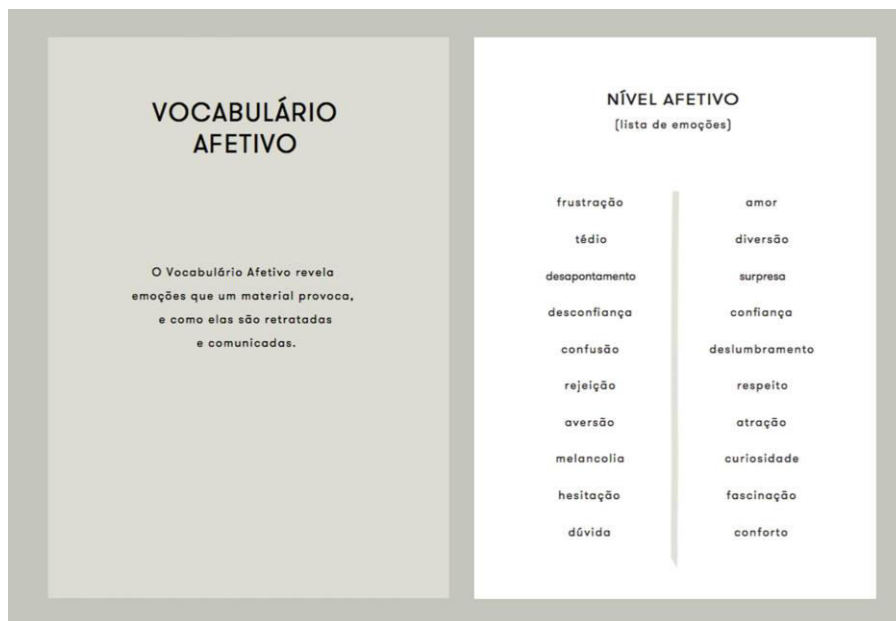 VOCABULÁRIO
AFETIVO
O Vocabulário Afetivo revela
emoções que um material provoca,
e como elas são retratadas
e comunicadas.
NÍVEL AFETIVO
(lista de emoções)
frustração
tédio
desapontamento
desconfiança
confusão
rejeição
aversão
melancolia
hesitação
dúvida
amor
diversão
surpresa
confiança
deslumbramento
respeito
atração
curiosidade
fascinação
conforto